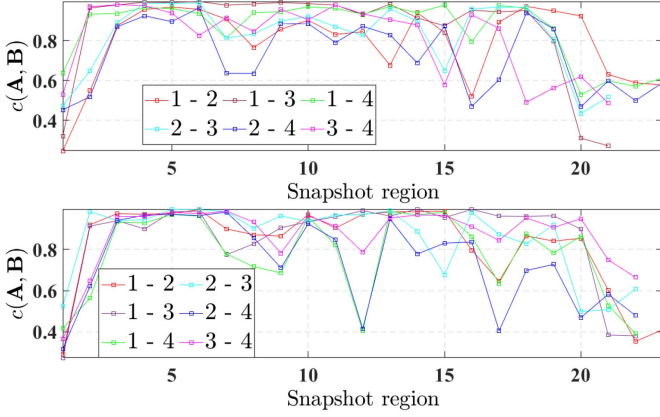 0.8
0.6
0.4
c(A, B)
1 - 2 1 - 3 1 - 4
2 - 3 2 - 4 3 - 4
5 10 15 20
Snapshot region
0.8
0.6
0.4
c(A, B)
1 - 2 2 - 3
1 - 3 2 - 4
1 - 4 3 - 4
5 10 15 20
Snapshot region